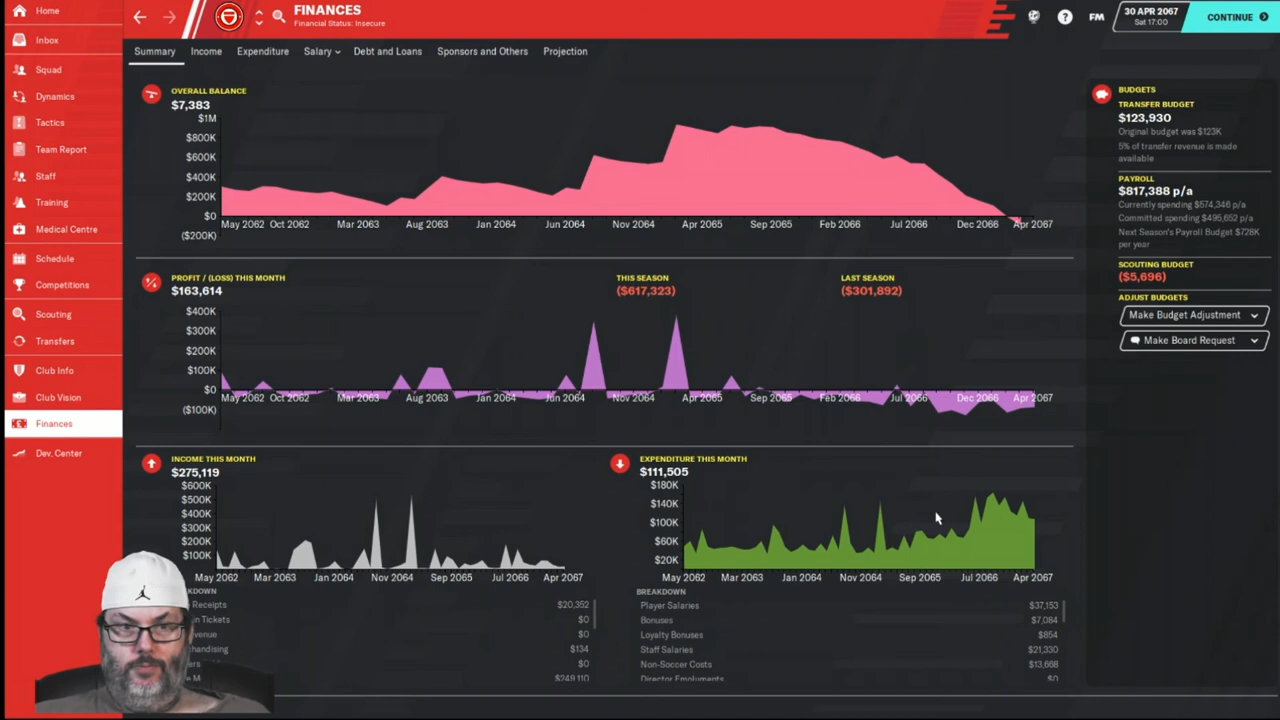 Home
Inbox
Squad
Dynamics
Tactics
Team Report
Staff
Training
Medical Centre
Schedule
Competitions
Scouting
Transfers
Club Info
Club Vision
Finances
Dev. Center
FINANCES
Financial Status: Insecure
FM
30 APR 2067
Sat 17:00
CONTINUE
Summary
Income
Expenditure
Salary
Debt and Loans
Sponsors and Others
Projection
OVERALL BALANCE
$7,383
$1M
$800K
$600K
$400K
$200K
$0
($200K)
May 2062 Oct 2062 Mar 2063 Aug 2063 Jan 2064 Jun 2064 Nov 2064 Apr 2065 Sep 2065 Feb 2066 Jul 2066 Dec 2066 Apr 2067
PROFIT / (LOSS) THIS MONTH
$163,614
THIS SEASON
($617,323)
LAST SEASON
($301,892)
$400K
$300K
$200K
$100K
$0
($100K)
May 2062 Oct 2062 Mar 2063 Aug 2063 Jan 2064 Jun 2064 Nov 2064 Apr 2065 Sep 2065 Feb 2066 Jul 2066 Dec 2066 Apr 2067
INCOME THIS MONTH
$275,119
$600K
$500K
$400K
$300K
$200K
$100K
May 2062 Mar 2063 Jan 2064 Nov 2064 Sep 2065 Jul 2066 Apr 2067
KDOWN
Receipts $20,352
n Tickets $0
venue $0
handising $134
ers $0
e M $249,110
EXPENDITURE THIS MONTH
$111,505
$180K
$140K
$100K
$60K
$20K
May 2062 Mar 2063 Jan 2064 Nov 2064 Sep 2065 Jul 2066 Apr 2067
BREAKDOWN
Player Salaries $37,153
Bonuses $7,084
Loyalty Bonuses $854
Staff Salaries $21,330
Non-Soccer Costs $13,668
Director Emoluments $0
BUDGETS
TRANSFER BUDGET
$123,930
Original budget was $123K
5% of transfer revenue is made
available
PAYROLL
$817,388 p/a
Currently spending $574,346 p/a
Committed spending $495,652 p/a
Next Season's Payroll Budget $728K
per year
SCOUTING BUDGET
($5,696)
ADJUST BUDGETS
Make Budget Adjustment
Make Board Request